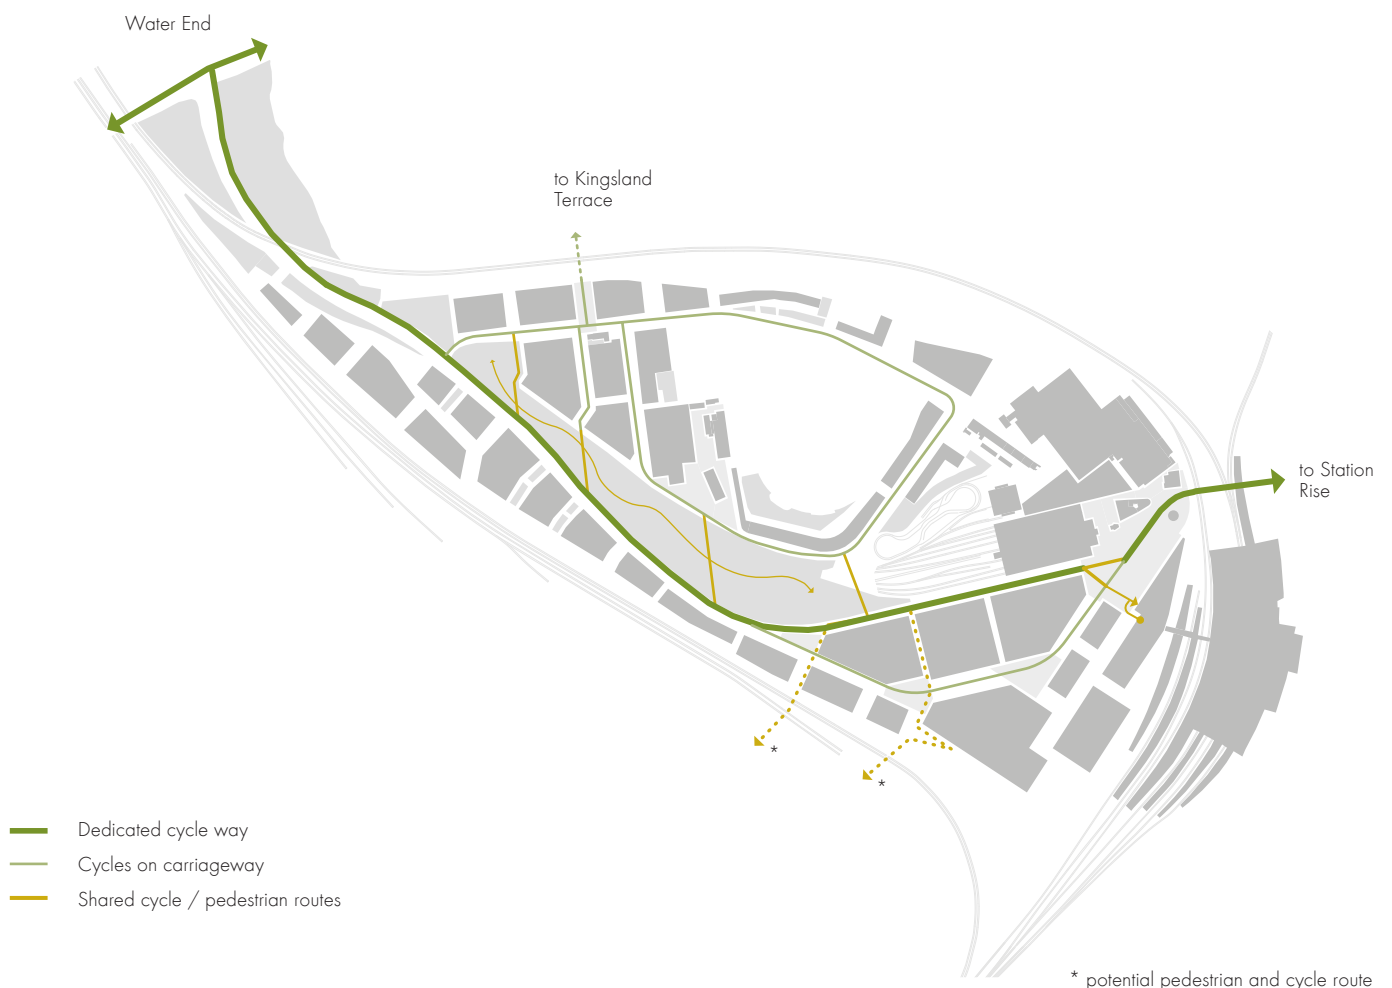 Water End
to Kingsland
Terrace
to Station
Rise
*
*
Dedicated cycle way
Cycles on carriageway
Shared cycle / pedestrian routes
* potential pedestrian and cycle route